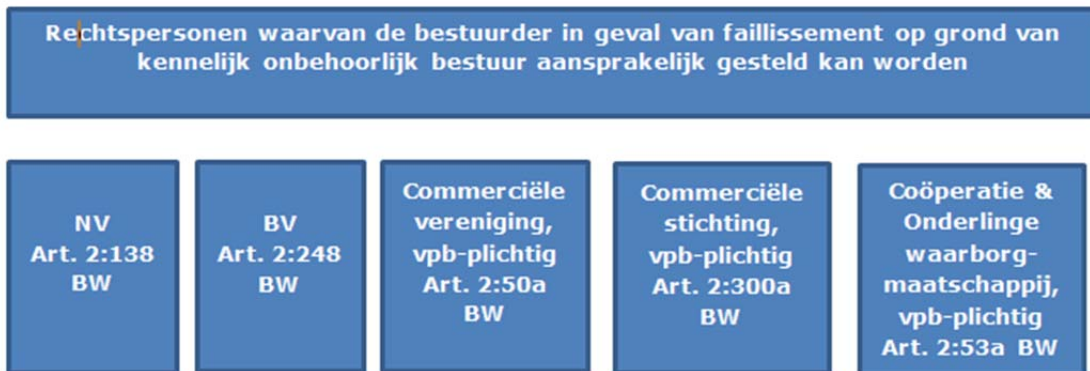 Rechtspersonen waarvan de bestuurder in geval van faillissement op grond van
kennelijk onbehoorlijk bestuur aansprakelijk gesteld kan worden
NV
Art. 2:138
BW
BV
Art. 2:248
BW
Commerciële
vereniging,
vpb-plichtig
Art. 2:50a
BW
Commerciële
stichting,
vpb-plichtig
Art. 2:300a
BW
Coöperatie &
Onderlinge
waarborg-
maatschappij,
vpb-plichtig
Art. 2:53a BW